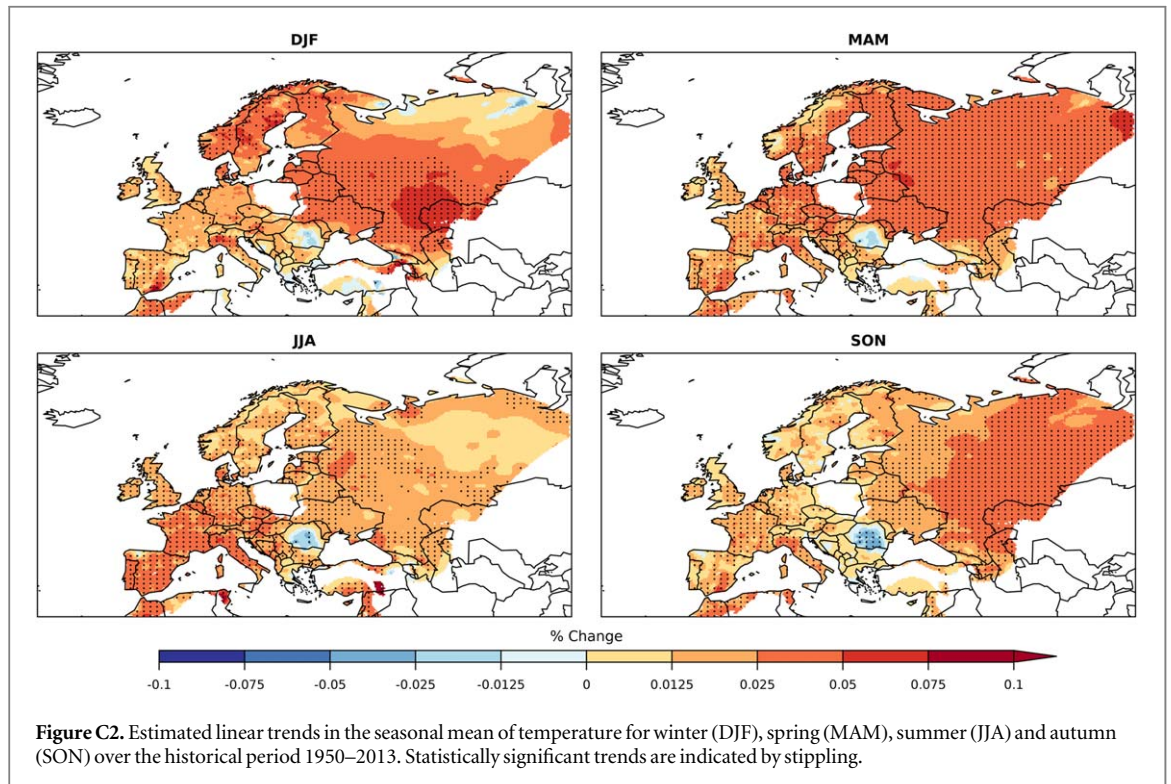 DJF
MAM
JJA
SON
% Change
-0.1 -0.075 -0.05 -0.025 -0.0125 0 0.0125 0.025 0.05 0.075 0.1
Figure C2. Estimated linear trends in the seasonal mean of temperature for winter (DJF), spring (MAM), summer (JJA) and autumn
(SON) over the historical period 1950–2013. Statistically significant trends are indicated by stippling.